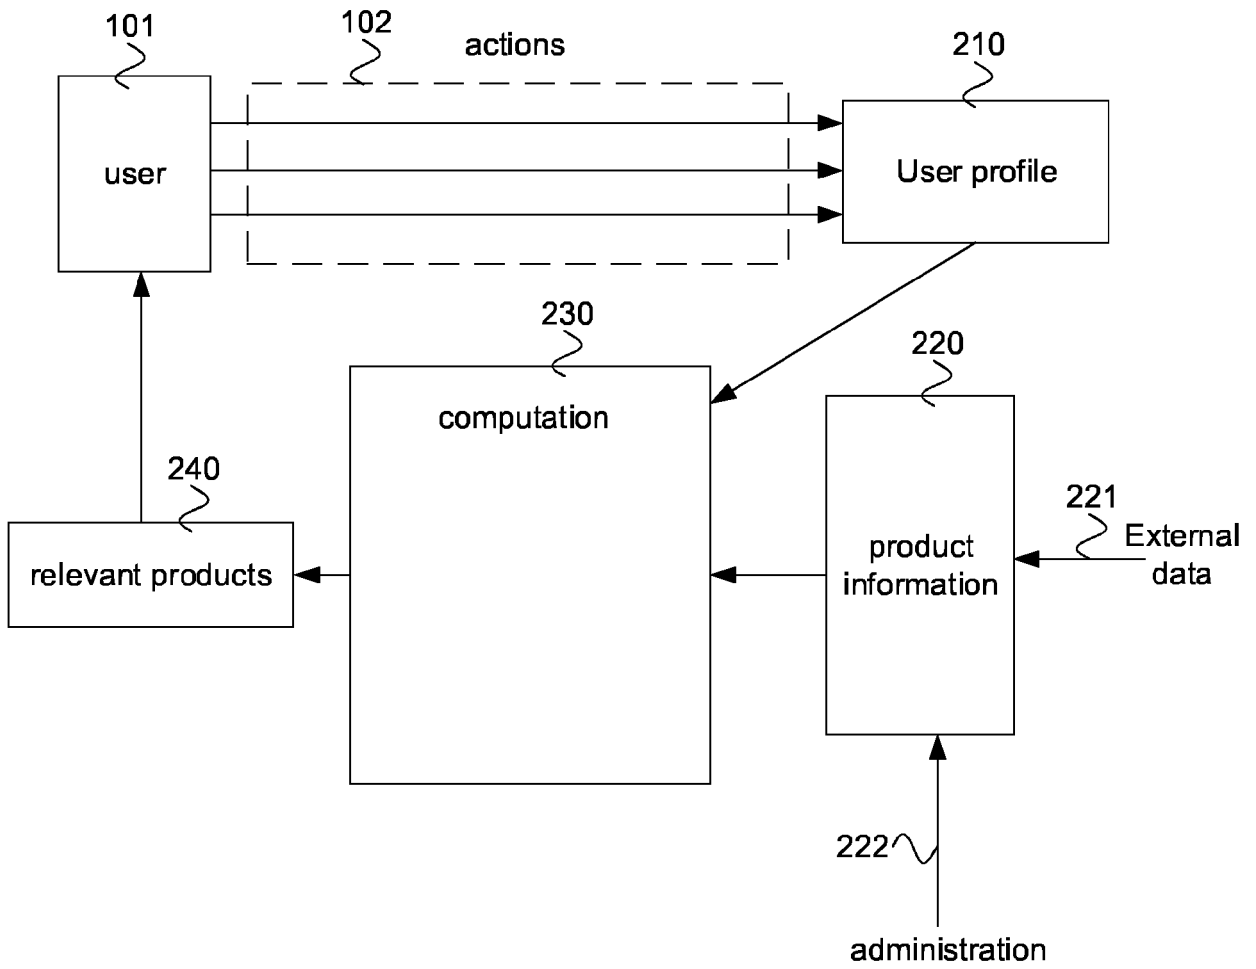 101
102
actions
210
user
User profile
230
220
computation
240
221
External
data
product
information
relevant products
222
administration